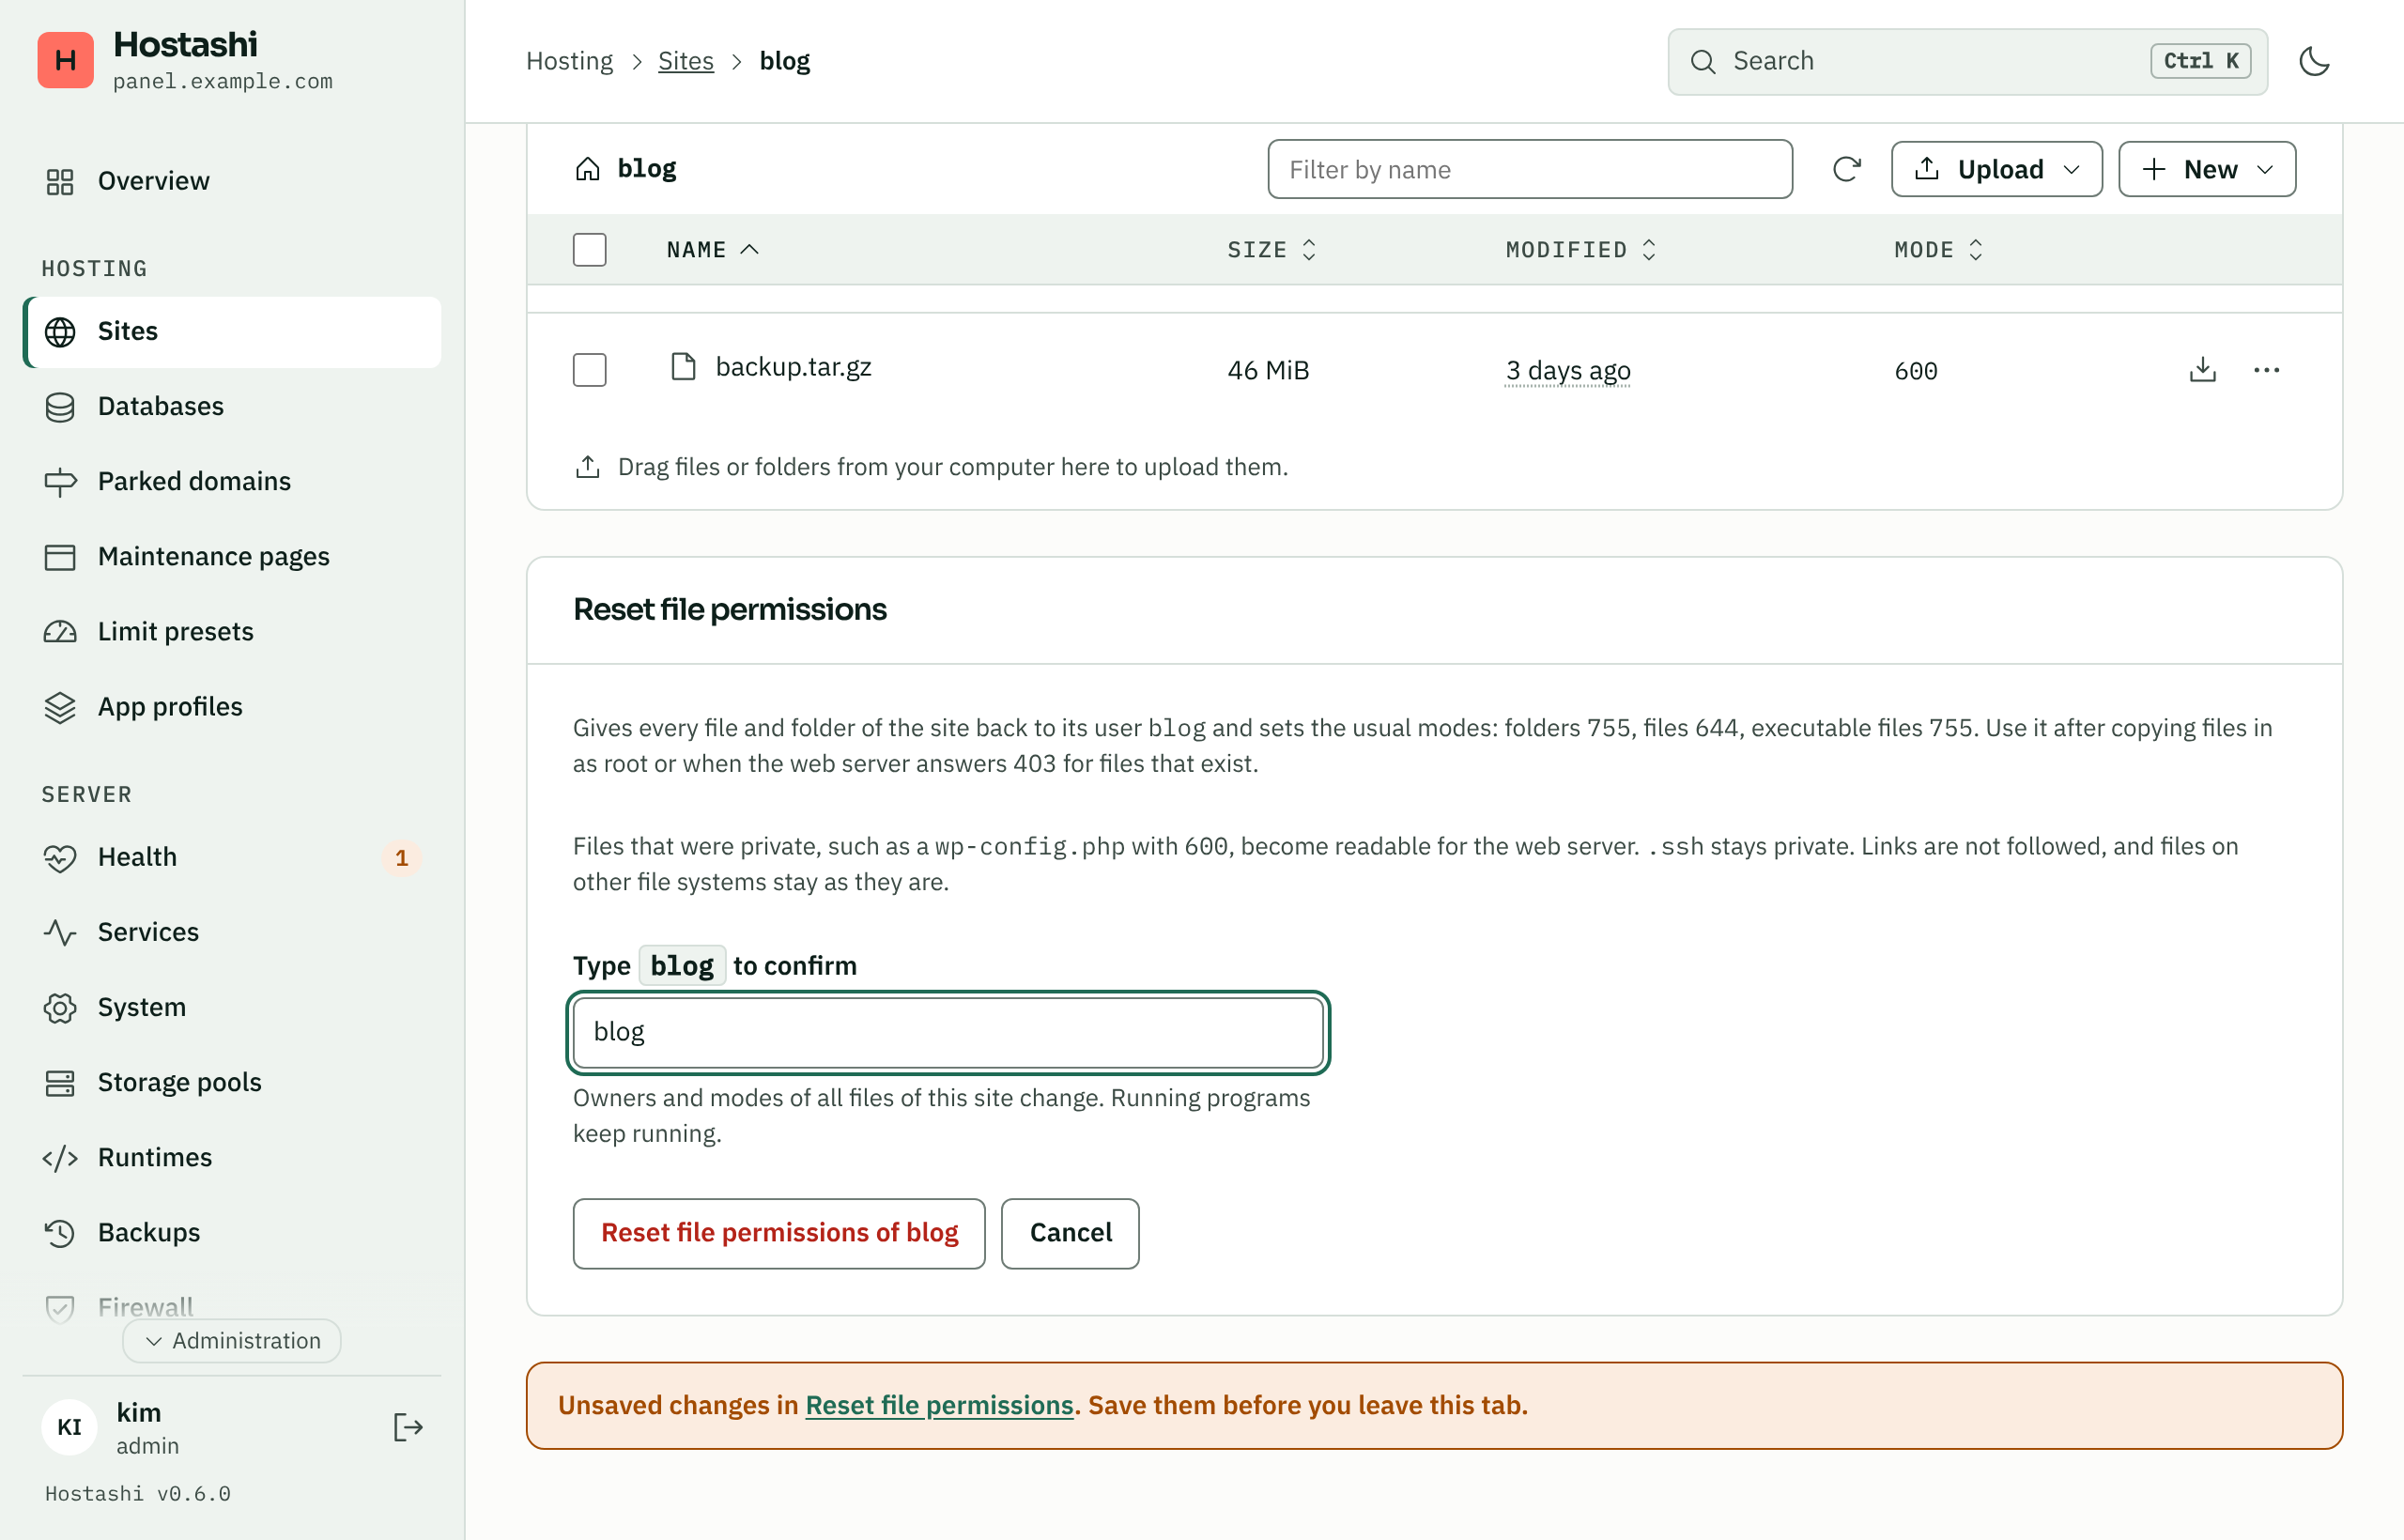 H
Hostashi
panel.example.com
Overview
HOSTING
Sites
Databases
Parked domains
Maintenance pages
Limit presets
App profiles
SERVER
Health 1
Services
System
Storage pools
Runtimes
Backups
Firewall
Administration
KI
kim
admin
Hostashi v0.6.0
Hosting > Sites > blog
Search Ctrl K
blog
Filter by name
Upload
New
NAME SIZE MODIFIED MODE
backup.tar.gz 46 MiB 3 days ago 600
Drag files or folders from your computer here to upload them.
Reset file permissions
Gives every file and folder of the site back to its user blog and sets the usual modes: folders 755, files 644, executable files 755. Use it after copying files in
as root or when the web server answers 403 for files that exist.
Files that were private, such as a wp-config.php with 600, become readable for the web server. .ssh stays private. Links are not followed, and files on
other file systems stay as they are.
Type blog to confirm
blog
Owners and modes of all files of this site change. Running programs
keep running.
Reset file permissions of blog
Cancel
Unsaved changes in Reset file permissions. Save them before you leave this tab.